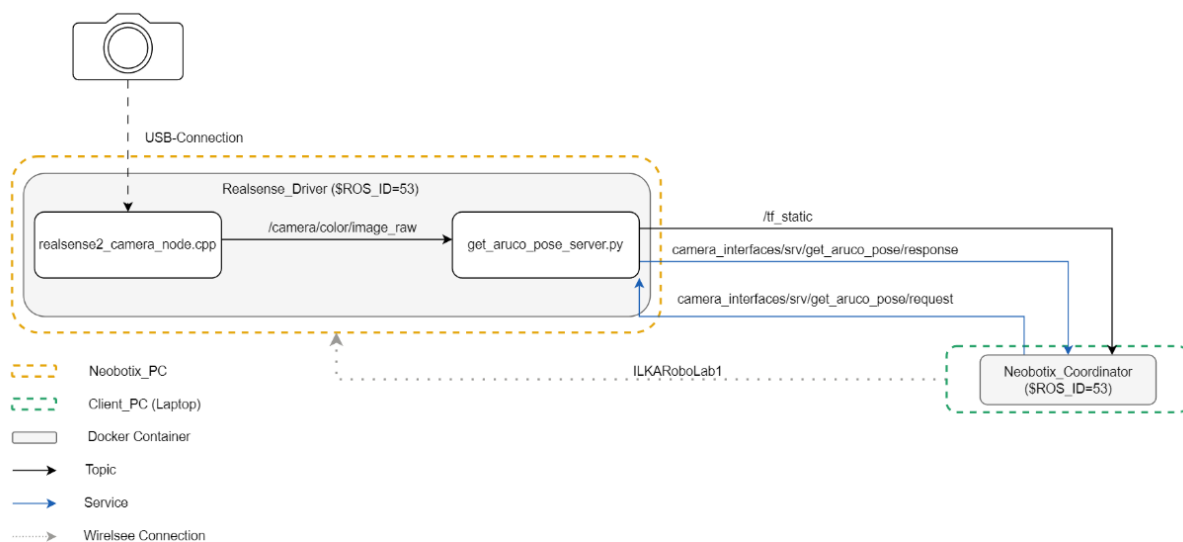 USB-Connection
Realsense_Driver ($ROS_ID=53)
realsense2_camera_node.cpp
/camera/color/image_raw
get_aruco_pose_server.py
/tf_static
camera_interfaces/srv/get_aruco_pose/response
camera_interfaces/srv/get_aruco_pose/request
ILKARoboLab1
Neobotix_Coordinator
($ROS_ID=53)
Neobotix_PC
Client_PC (Laptop)
Docker Container
Topic
Service
Wirelsee Connection